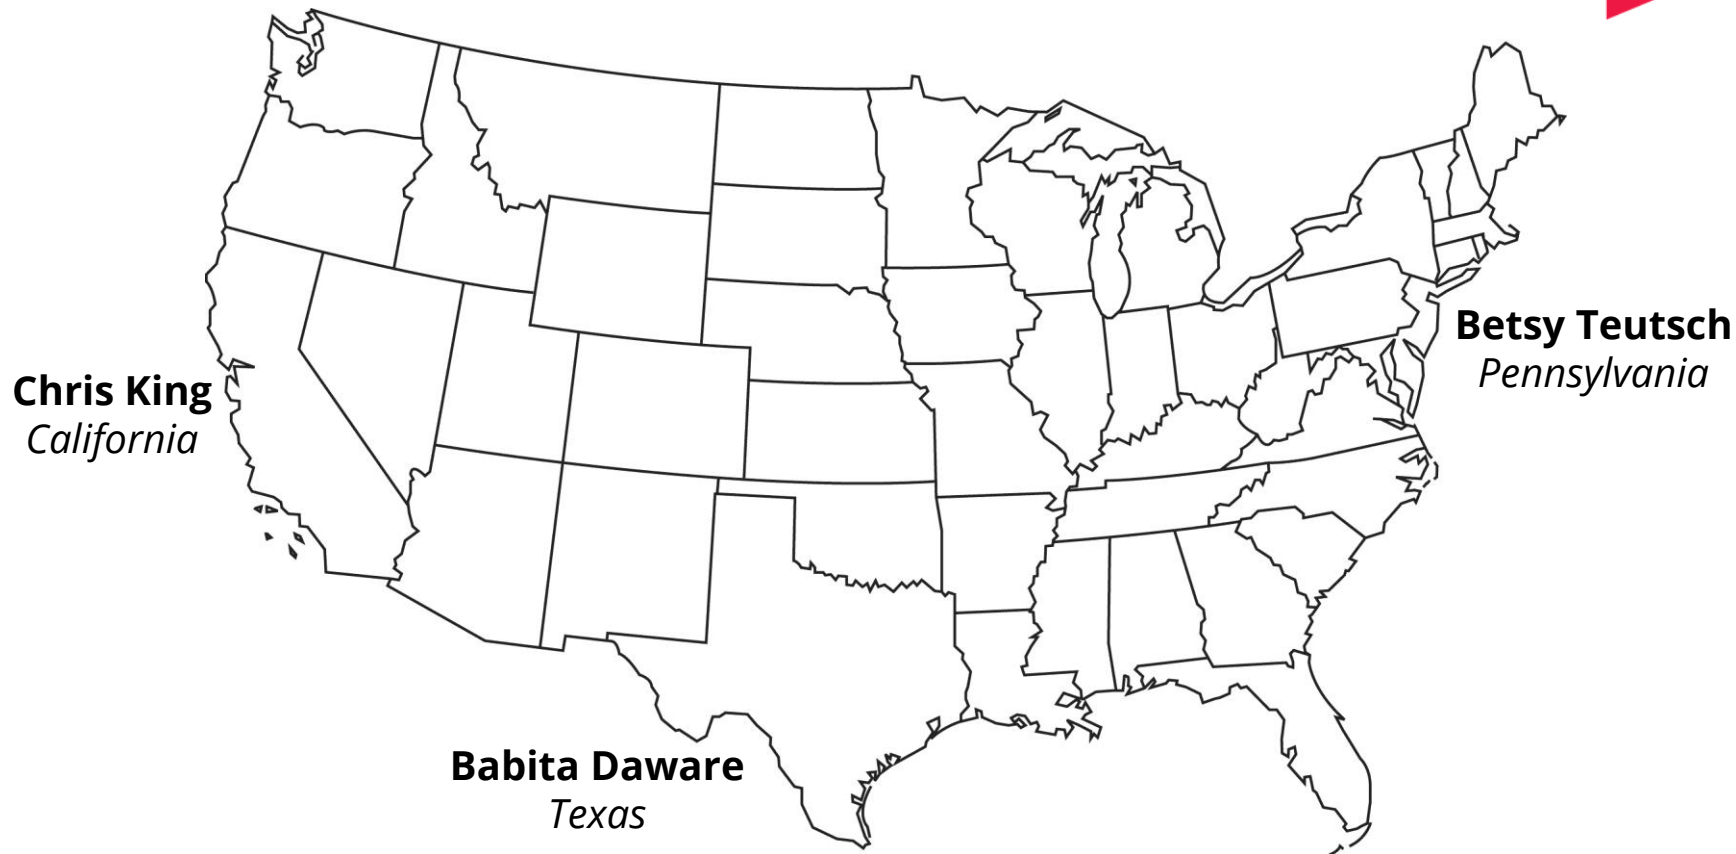 Betsy Teutsch
Pennsylvania
Chris King
California
Babita Daware
Texas